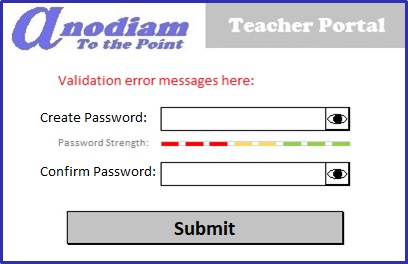 anodiam
To the Point
Teacher Portal
Validation error messages here:
Create Password:
Password Strength:
Confirm Password:
Submit